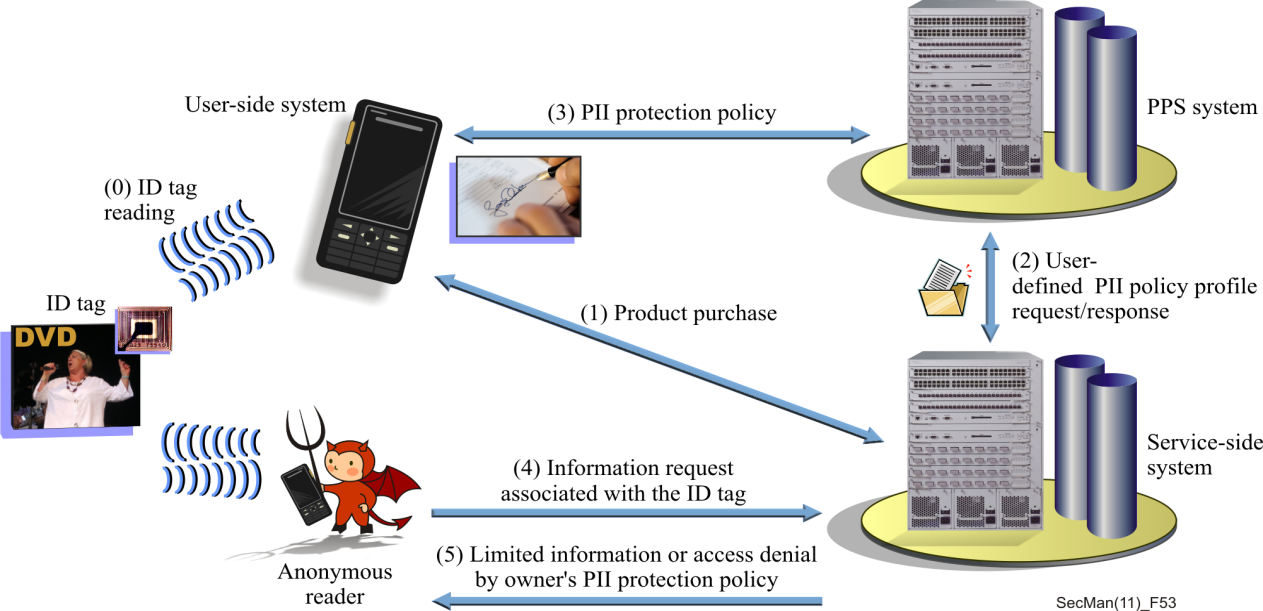 User-side system
(3) PII protection policy
PPS system
(0) ID tag
reading
ID tag
DVD
(1) Product purchase
(2) User-
defined PII policy profile
request/response
Service-side
system
(4) Information request
associated with the ID tag
(5) Limited information or access denial
by owner's PII protection policy
Anonymous
reader
SecMan(11)_F53